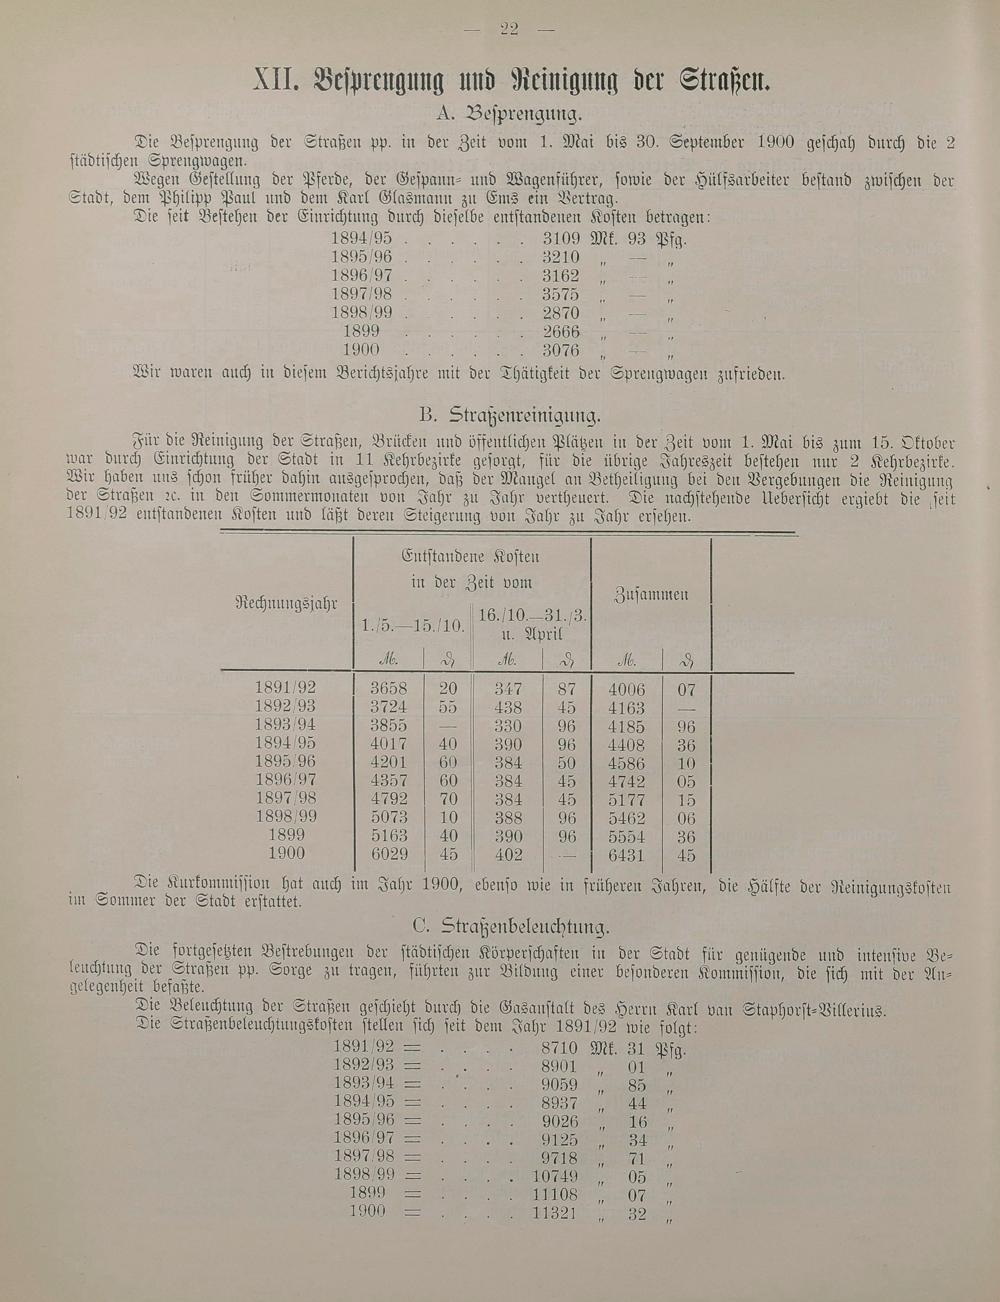 — 22 —
XII. Besprengung und Reinigung der Straßen.
A. Besprengung.
Die Besprengung der Straßen pp. in der Zeit vom 1. Mai bis 30. September 1900 geschah durch die 2
städtischen Sprengwagen.
Wegen Gestellung der Pferde, der Gespann- und Wagenführer, sowie der Hülfsarbeiter bestand zwischen der
Stadt, dem Philipp Paul und dem Karl Glasmann zu Ems ein Vertrag.
Die seit Bestehen der Einrichtung durch dieselbe entstandenen Kosten betragen:
1894/95 . . . . . . 3109 Mk. 93 Pfg.
1895/96 . . . . . . 3210 „ — „
1896/97 . . . . . . 3162 „ — „
1897/98 . . . . . . 3575 „ — „
1898/99 . . . . . . 2870 „ — „
1899 . . . . . . 2666 „ — „
1900 . . . . . . 3076 „ — „
Wir waren auch in diesem Berichtsjahre mit der Thätigkeit der Sprengwagen zufrieden.
B. Straßenreinigung.
Für die Reinigung der Straßen, Brücken und öffentlichen Plätzen in der Zeit vom 1. Mai bis zum 15. Oktober
war durch Einrichtung der Stadt in 11 Kehrbezirke gesorgt, für die übrige Jahreszeit bestehen nur 2 Kehrbezirke.
Wir haben uns schon früher dahin ausgesprochen, daß der Mangel an Betheiligung bei den Vergebungen die Reinigung
der Straßen ꝛc. in den Sommermonaten von Jahr zu Jahr vertheuert. Die nachstehende Uebersicht ergiebt die seit
1891/92 entstandenen Kosten und läßt deren Steigerung von Jahr zu Jahr ersehen.
Entstandene Kosten
in der Zeit vom
Rechnungsjahr Zusammen
1./5.—15./10. 16./10.—31./3.
u. April
ℳ. ₰ ℳ. ₰ ℳ. ₰
1891/92 3658 20 347 87 4006 07
1892/93 3724 55 438 45 4163 —
1893/94 3855 — 330 96 4185 96
1894/95 4017 40 390 96 4408 36
1895/96 4201 60 384 50 4586 10
1896/97 4357 60 384 45 4742 05
1897/98 4792 70 384 45 5177 15
1898/99 5073 10 388 96 5462 06
1899 5163 40 390 96 5554 36
1900 6029 45 402 — 6431 45
Die Kurkommission hat auch im Jahr 1900, ebenso wie in früheren Jahren, die Hälfte der Reinigungskosten
im Sommer der Stadt erstattet.
C. Straßenbeleuchtung.
Die fortgesetzten Bestrebungen der städtischen Körperschaften in der Stadt für genügende und intensive Be-
leuchtung der Straßen pp. Sorge zu tragen, führten zur Bildung einer besonderen Kommission, die sich mit der An-
gelegenheit befaßte.
Die Beleuchtung der Straßen geschieht durch die Gasanstalt des Herrn Karl van Staphorst-Billerius.
Die Straßenbeleuchtungskosten stellen sich seit dem Jahr 1891/92 wie folgt:
1891/92 = . . . . 8710 Mk. 31 Pfg.
1892/93 = . . . . 8901 „ 01 „
1893/94 = . . . . 9059 „ 85 „
1894/95 = . . . . 8937 „ 44 „
1895/96 = . . . . 9026 „ 16 „
1896/97 = . . . . 9125 „ 34 „
1897/98 = . . . . 9718 „ 71 „
1898/99 = . . . . 10749 „ 05 „
1899 = . . . . 11108 „ 07 „
1900 = . . . . 11321 „ 32 „